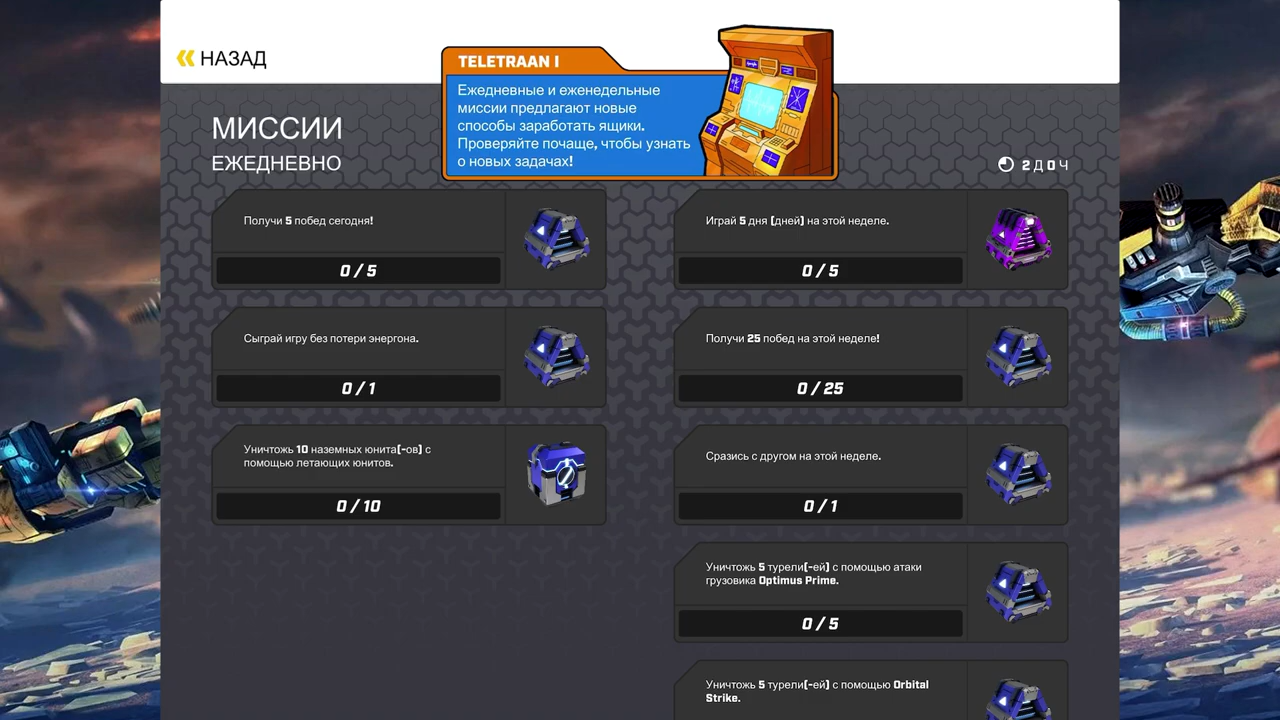 НАЗАД
TELETRAAN I
Ежедневные и еженедельные
миссии предлагают новые
способы заработать ящики.
Проверяйте почаще, чтобы узнать
о новых задачах!
МИССИИ
ЕЖЕДНЕВНО
2 Д 0 Ч
Получи 5 побед сегодня!
0 / 5
Сыграй игру без потери энергона.
0 / 1
Уничтожь 10 наземных юнита(-ов) с
помощью летающих юнитов.
0 / 10
Играй 5 дня (дней) на этой неделе.
0 / 5
Получи 25 побед на этой неделе!
0 / 25
Сразись с другом на этой неделе.
0 / 1
Уничтожь 5 турели(-ей) с помощью атаки
грузовика Optimus Prime.
0 / 5
Уничтожь 5 турели(-ей) с помощью Orbital
Strike.